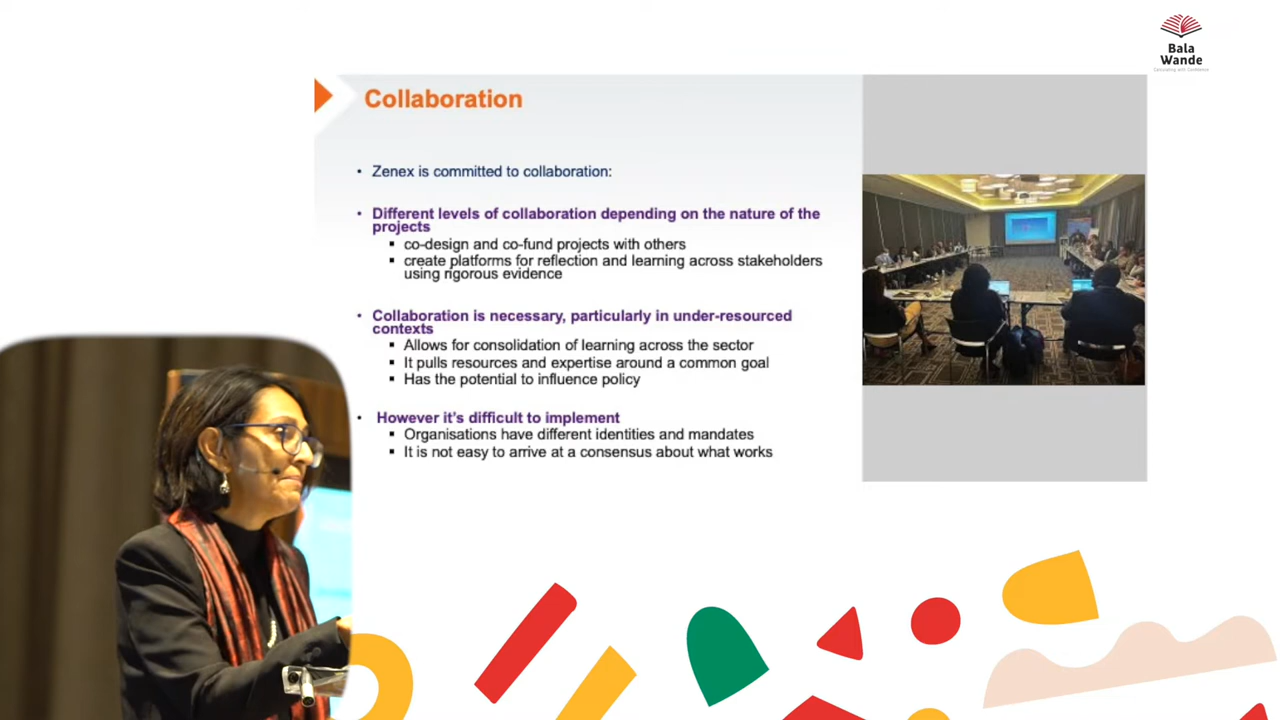 Bala
Wande
Calculating with Confidence
Collaboration
• Zenex is committed to collaboration:
• Different levels of collaboration depending on the nature of the
projects
▪ co-design and co-fund projects with others
▪ create platforms for reflection and learning across stakeholders
using rigorous evidence
• Collaboration is necessary, particularly in under-resourced
contexts
▪ Allows for consolidation of learning across the sector
▪ It pulls resources and expertise around a common goal
▪ Has the potential to influence policy
• However it's difficult to implement
▪ Organisations have different identities and mandates
▪ It is not easy to arrive at a consensus about what works